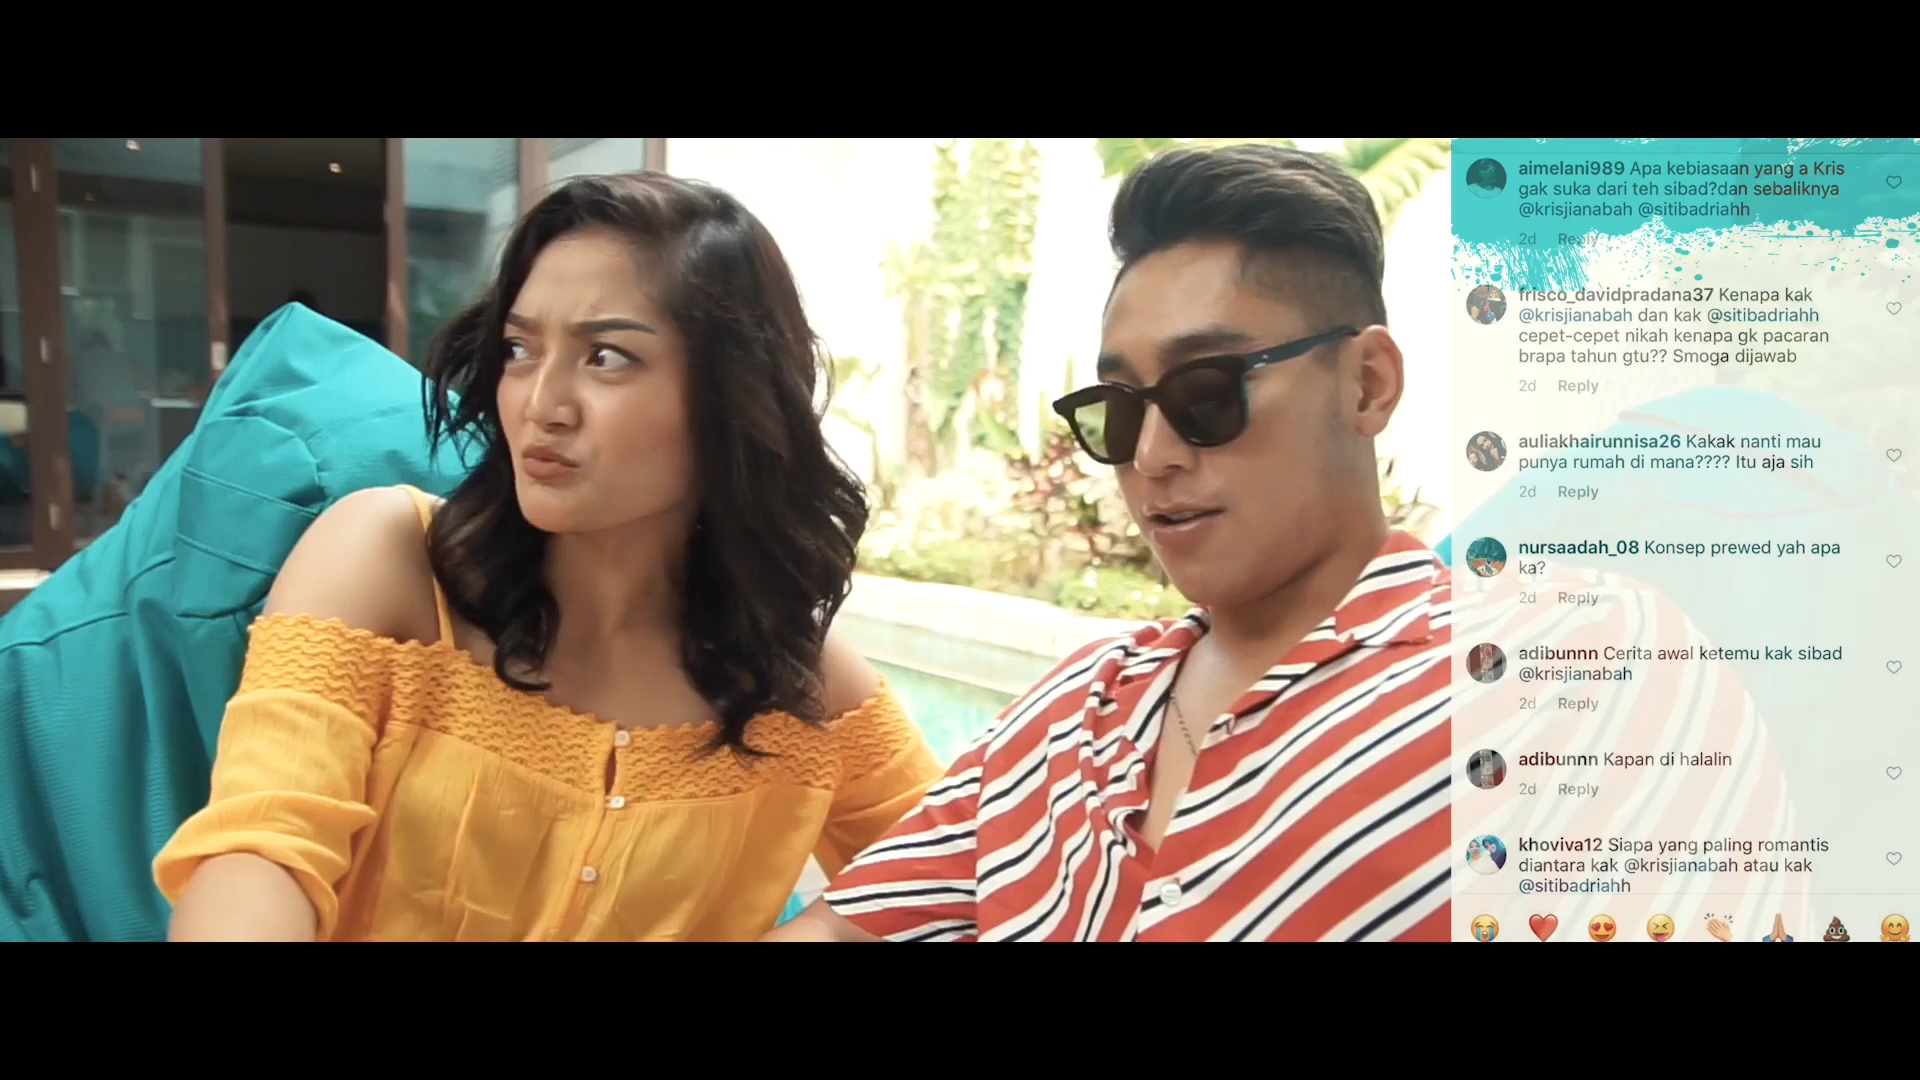 aimelani989 Apa kebiasaan yang a Kris
gak suka dari teh sibad?dan sebaliknya
@krisjianabah @sitibadriahh
2d Reply
frisco_davidpradana37 Kenapa kak
@krisjianabah dan kak @sitibadriahh
cepet-cepet nikah kenapa gk pacaran
brapa tahun gtu?? Smoga dijawab
2d Reply
auliakhairunnisa26 Kakak nanti mau
punya rumah di mana???? Itu aja sih
2d Reply
nursaadah_08 Konsep prewed yah apa
ka?
2d Reply
adibunnn Cerita awal ketemu kak sibad
@krisjianabah
2d Reply
adibunnn Kapan di halalin
2d Reply
khoviva12 Siapa yang paling romantis
diantara kak @krisjianabah atau kak
@sitibadriahh